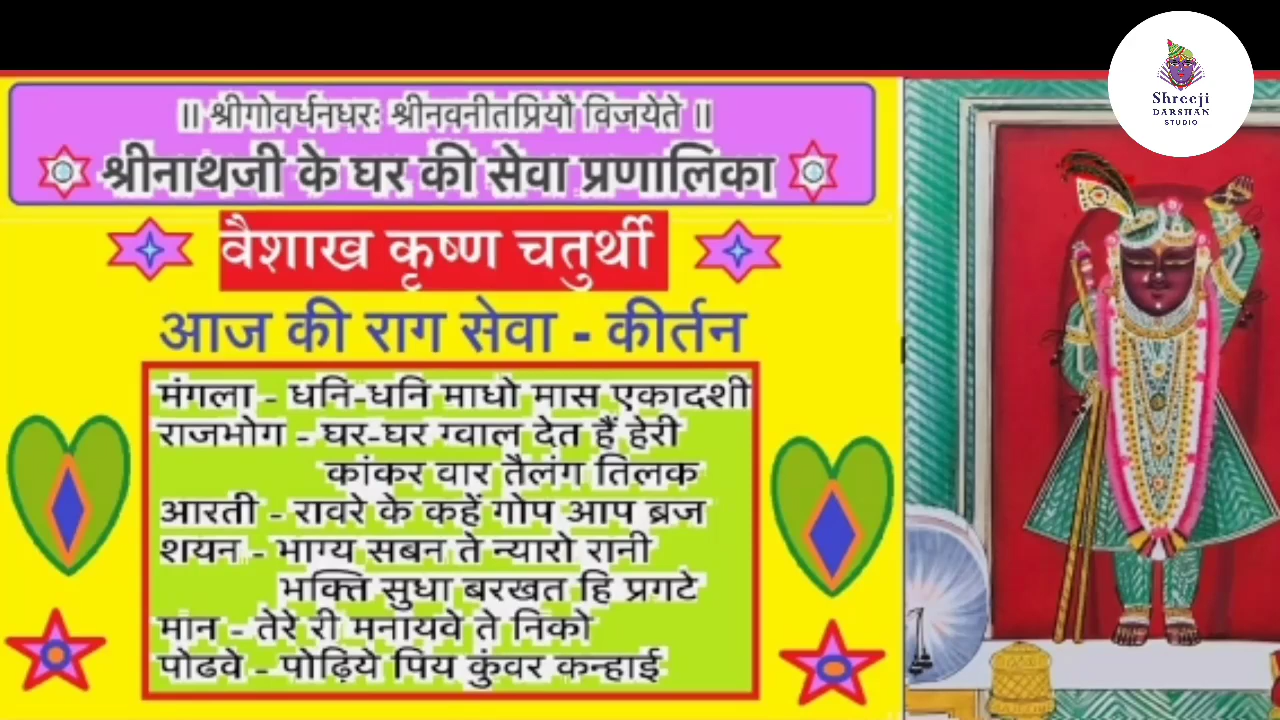 ॥ श्रीगोवर्धनधरः श्रीनवनीतप्रियौ विजयेते ॥
श्रीनाथजी के घर की सेवा प्रणालिका
वैशाख कृष्ण चतुर्थी
आज की राग सेवा - कीर्तन
मंगला - धनि-धनि माधो मास एकादशी
राजभोग - घर-घर ग्वाल देत हैं हेरी
कांकर वार तैलंग तिलक
आरती - रावरे के कहें गोप आप ब्रज
शयन - भाग्य सबन ते न्यारो रानी
भक्ति सुधा बरखत हि प्रगटे
मान - तेरे री मनायवे ते निको
पोढवे - पोढ़िये पिय कुंवर कन्हाई
Shreeji
DARSHAN
STUDIO